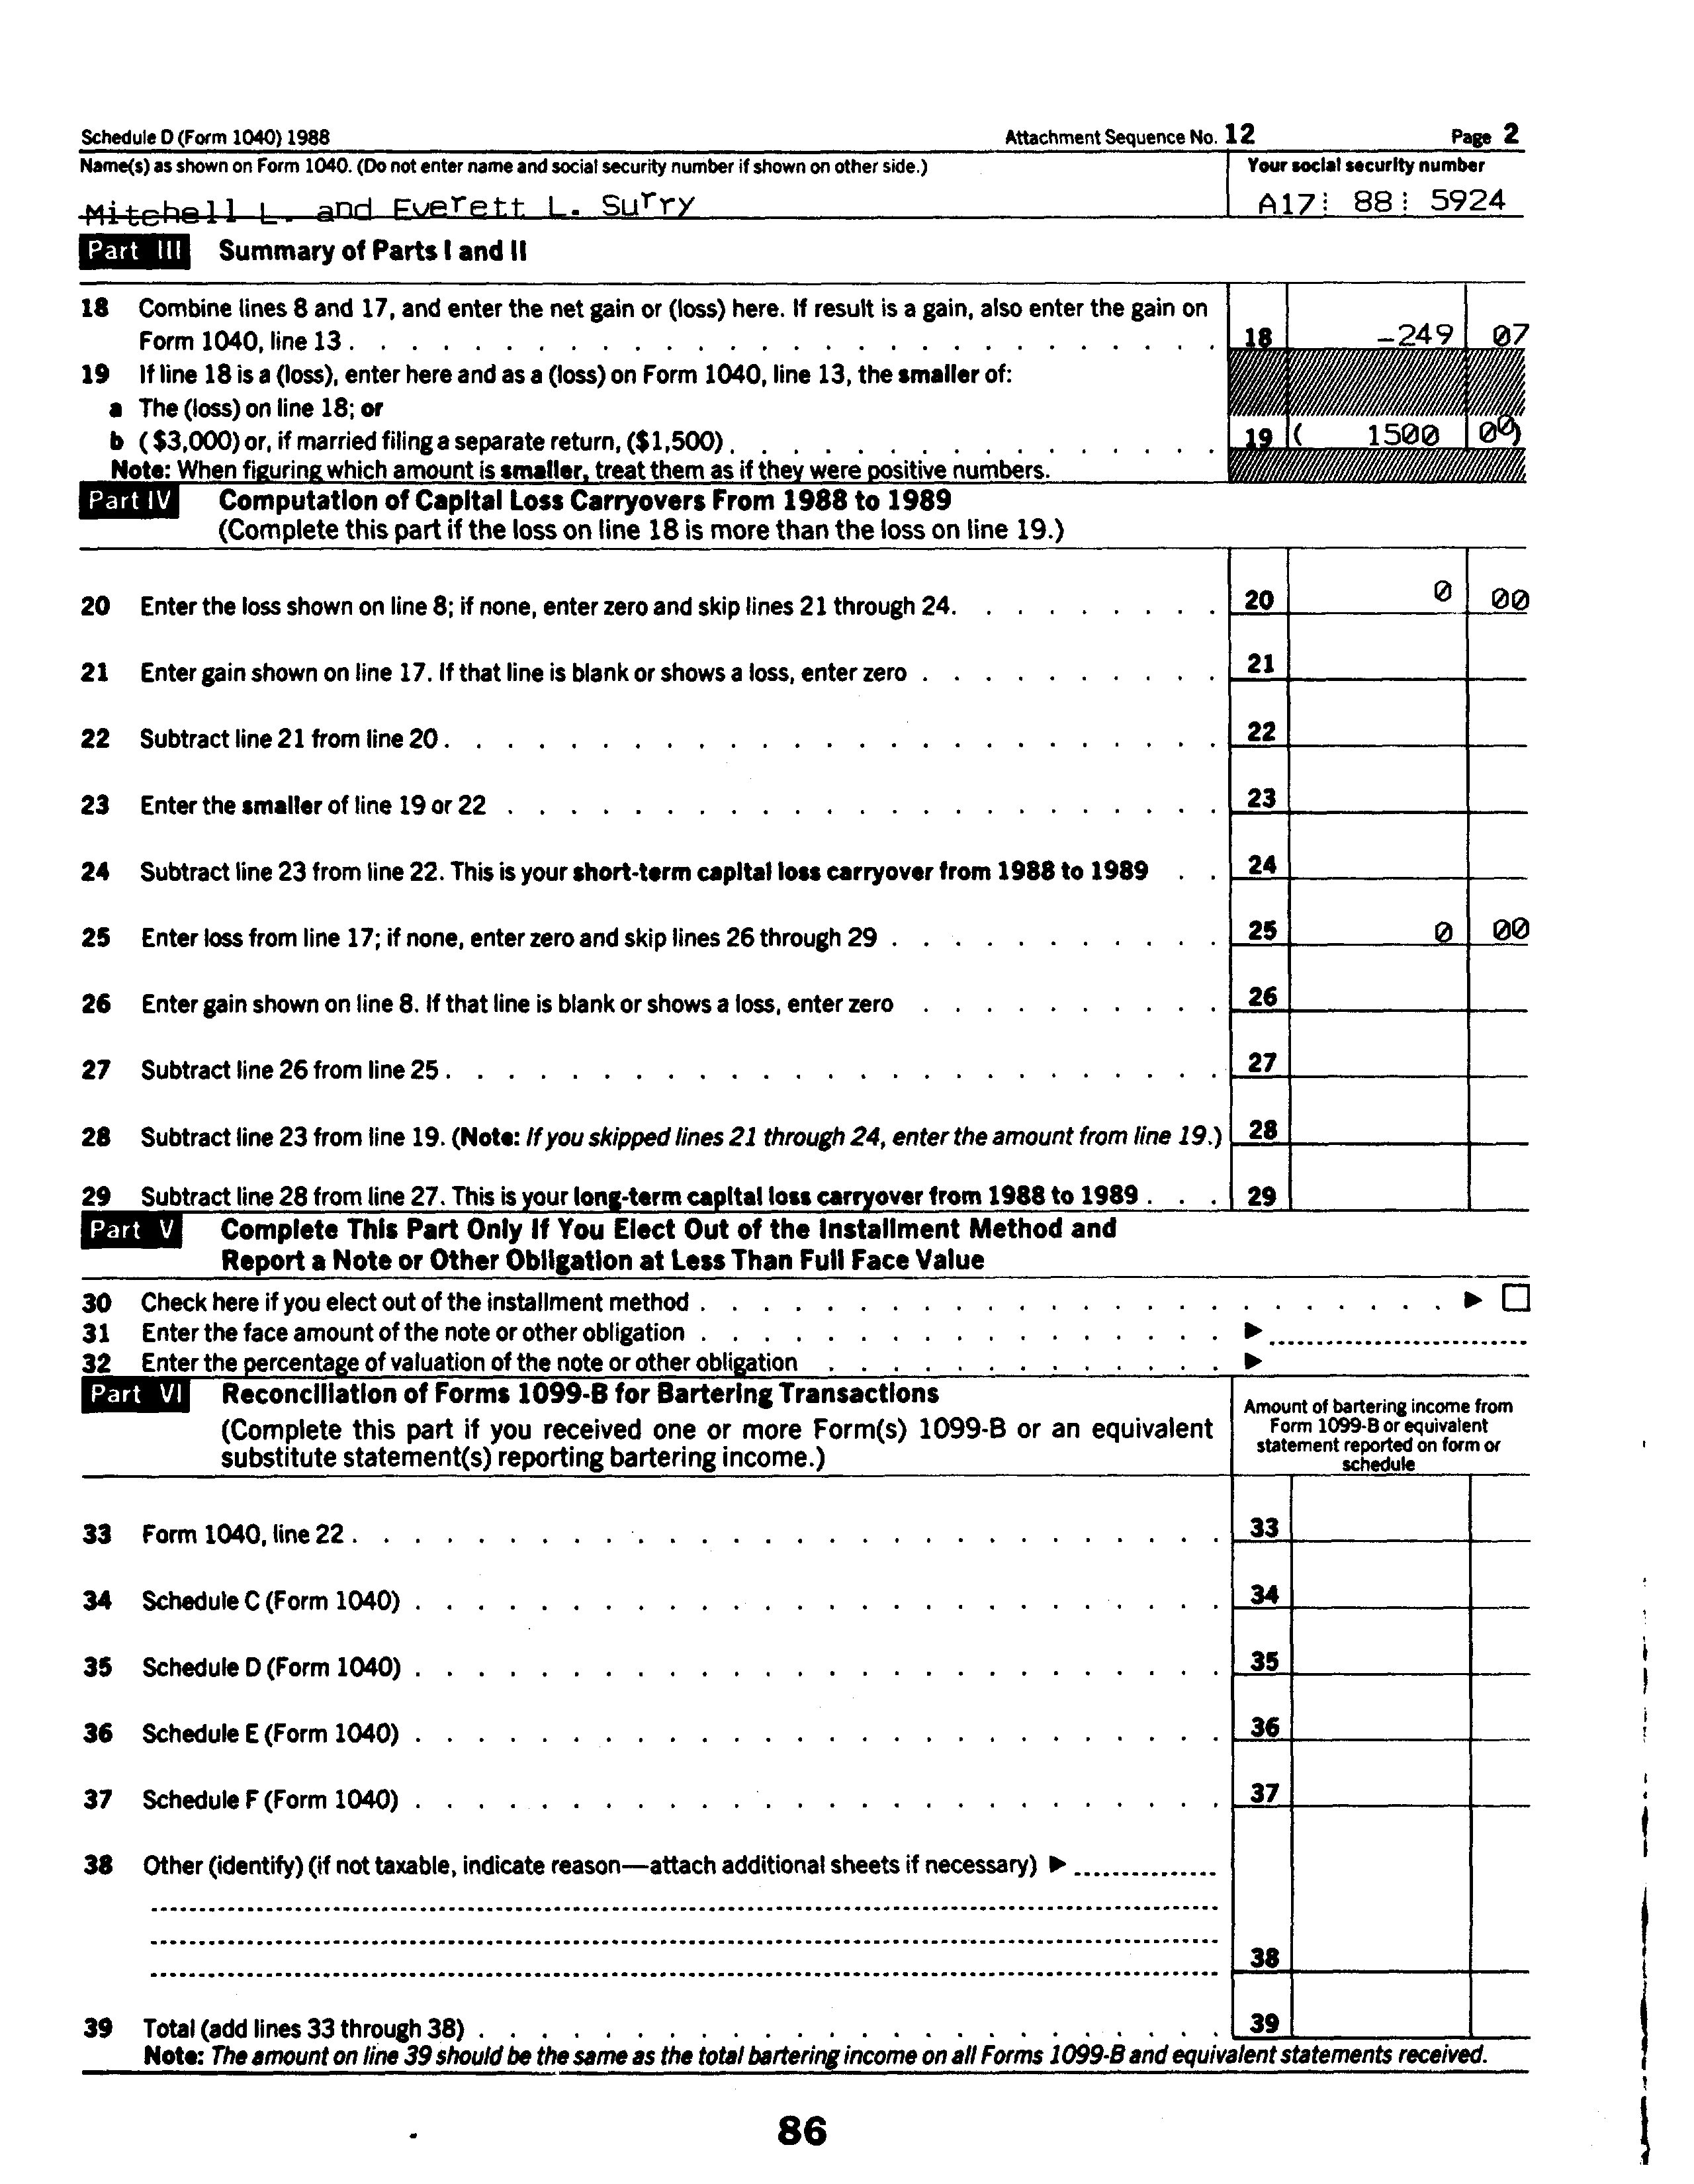 Schedule D (Form 1040) 1988 Attachment Sequence No. 12 Page 2
Name(s) as shown on Form 1040. (Do not enter name and social security number if shown on other side.) Your social security number
Mitchell L. and Everett L. Surry A17 88 5924
Part III Summary of Parts I and II
18 Combine lines 8 and 17, and enter the net gain or (loss) here. If result is a gain, also enter the gain on
Form 1040, line 13 . 18 -249 07
19 If line 18 is a (loss), enter here and as a (loss) on Form 1040, line 13, the smaller of:
a The (loss) on line 18; or
b ($3,000) or, if married filing a separate return, ($1,500) . 19 ( 1500 00)
Note: When figuring which amount is smaller, treat them as if they were positive numbers.
Part IV Computation of Capital Loss Carryovers From 1988 to 1989
(Complete this part if the loss on line 18 is more than the loss on line 19.)
20 Enter the loss shown on line 8; if none, enter zero and skip lines 21 through 24. 20 0 00
21 Enter gain shown on line 17. If that line is blank or shows a loss, enter zero . 21
22 Subtract line 21 from line 20 . 22
23 Enter the smaller of line 19 or 22 . 23
24 Subtract line 23 from line 22. This is your short-term capital loss carryover from 1988 to 1989 . 24
25 Enter loss from line 17; if none, enter zero and skip lines 26 through 29 . 25 0 00
26 Enter gain shown on line 8. If that line is blank or shows a loss, enter zero . 26
27 Subtract line 26 from line 25 . 27
28 Subtract line 23 from line 19. (Note: If you skipped lines 21 through 24, enter the amount from line 19.) 28
29 Subtract line 28 from line 27. This is your long-term capital loss carryover from 1988 to 1989 . 29
Part V Complete This Part Only If You Elect Out of the Installment Method and
Report a Note or Other Obligation at Less Than Full Face Value
30 Check here if you elect out of the installment method . ▶ ☐
31 Enter the face amount of the note or other obligation . ▶
32 Enter the percentage of valuation of the note or other obligation . ▶
Part VI Reconciliation of Forms 1099-B for Bartering Transactions
(Complete this part if you received one or more Form(s) 1099-B or an equivalent
substitute statement(s) reporting bartering income.)
Amount of bartering income from
Form 1099-B or equivalent
statement reported on form or
schedule
33 Form 1040, line 22 . 33
34 Schedule C (Form 1040) . 34
35 Schedule D (Form 1040) . 35
36 Schedule E (Form 1040) . 36
37 Schedule F (Form 1040) . 37
38 Other (identify) (if not taxable, indicate reason—attach additional sheets if necessary) ▶
38
39 Total (add lines 33 through 38) . 39
Note: The amount on line 39 should be the same as the total bartering income on all Forms 1099-B and equivalent statements received.
86